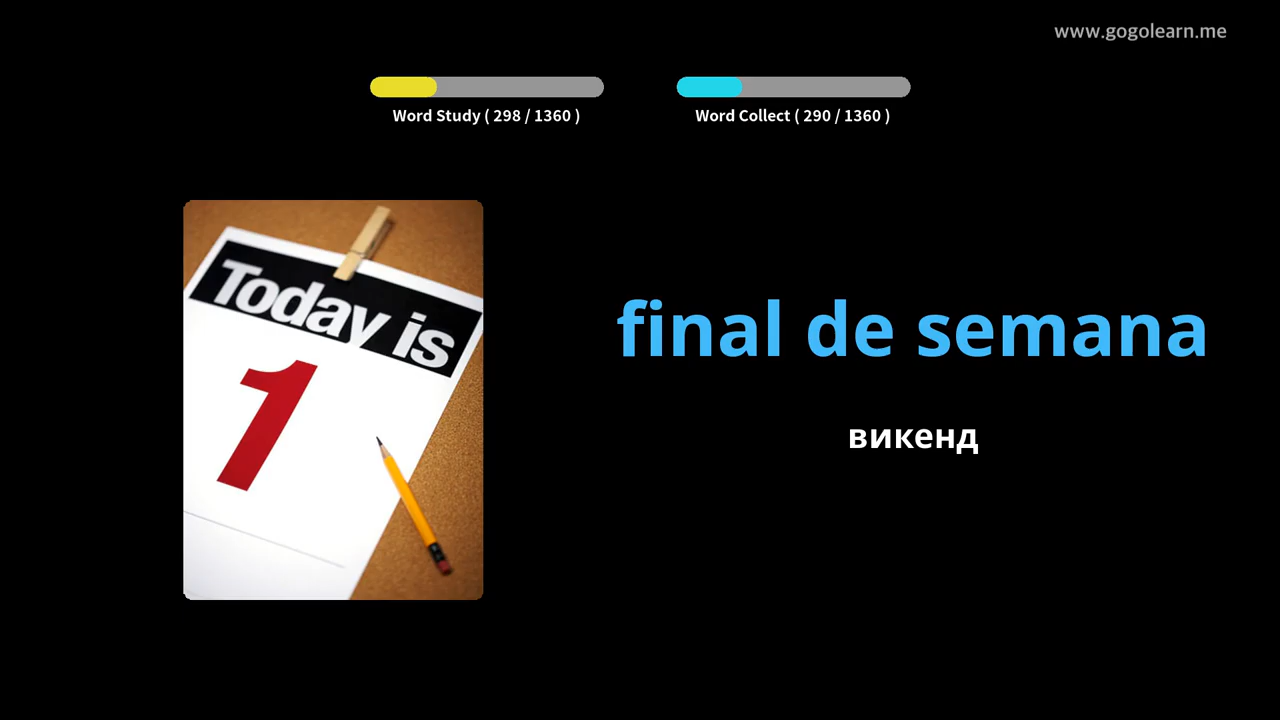 www.gogolearn.me
Word Study ( 298 / 1360 )
Word Collect ( 290 / 1360 )
Today is
1
final de semana
викенд